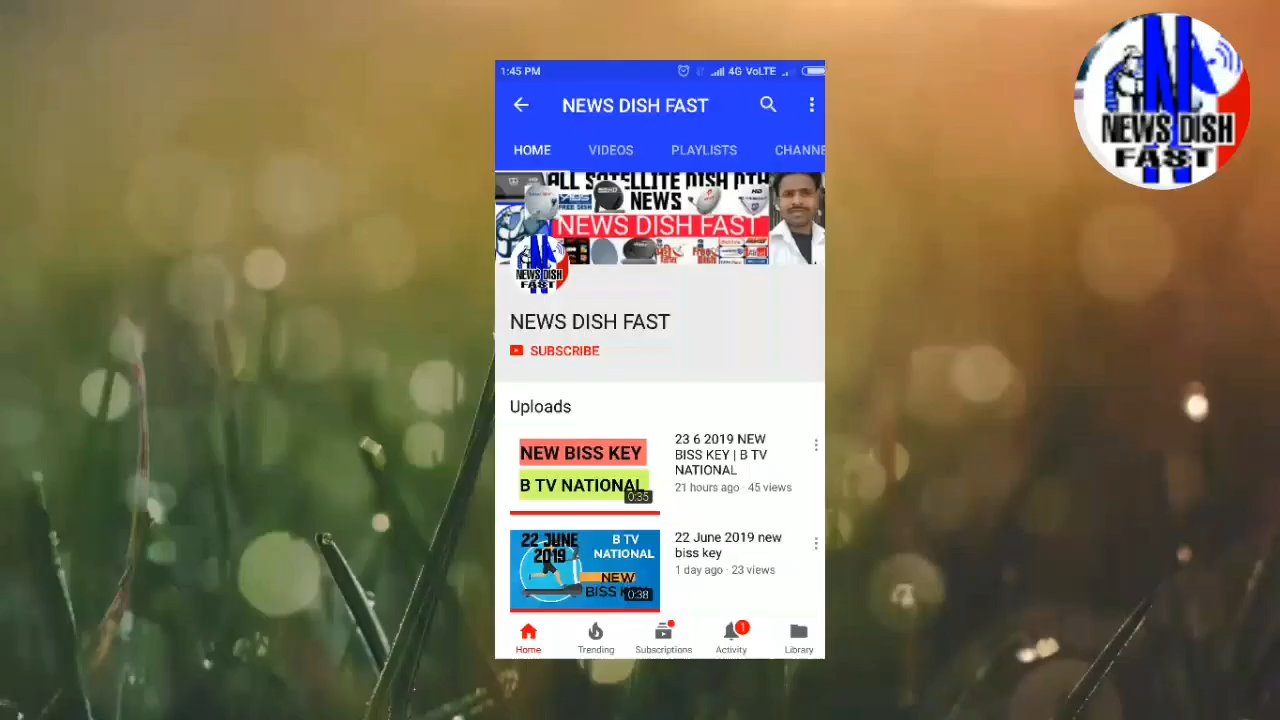 NEWS DISH
FAST
1:45 PM
4G VoLTE
NEWS DISH FAST
HOME VIDEOS PLAYLISTS CHANNE
ALL SATELLITE DISH DTH
NEWS
NEWS DISH FAST
NEWS DISH
FAST
NEWS DISH FAST
SUBSCRIBE
Uploads
NEW BISS KEY
B TV NATIONAL
0:35
23 6 2019 NEW
BISS KEY | B TV
NATIONAL
21 hours ago · 45 views
22 JUNE
2019
B TV
NATIONAL
NEW
BISS KEY
0:38
22 June 2019 new
biss key
1 day ago · 23 views
1
Home Trending Subscriptions Activity Library